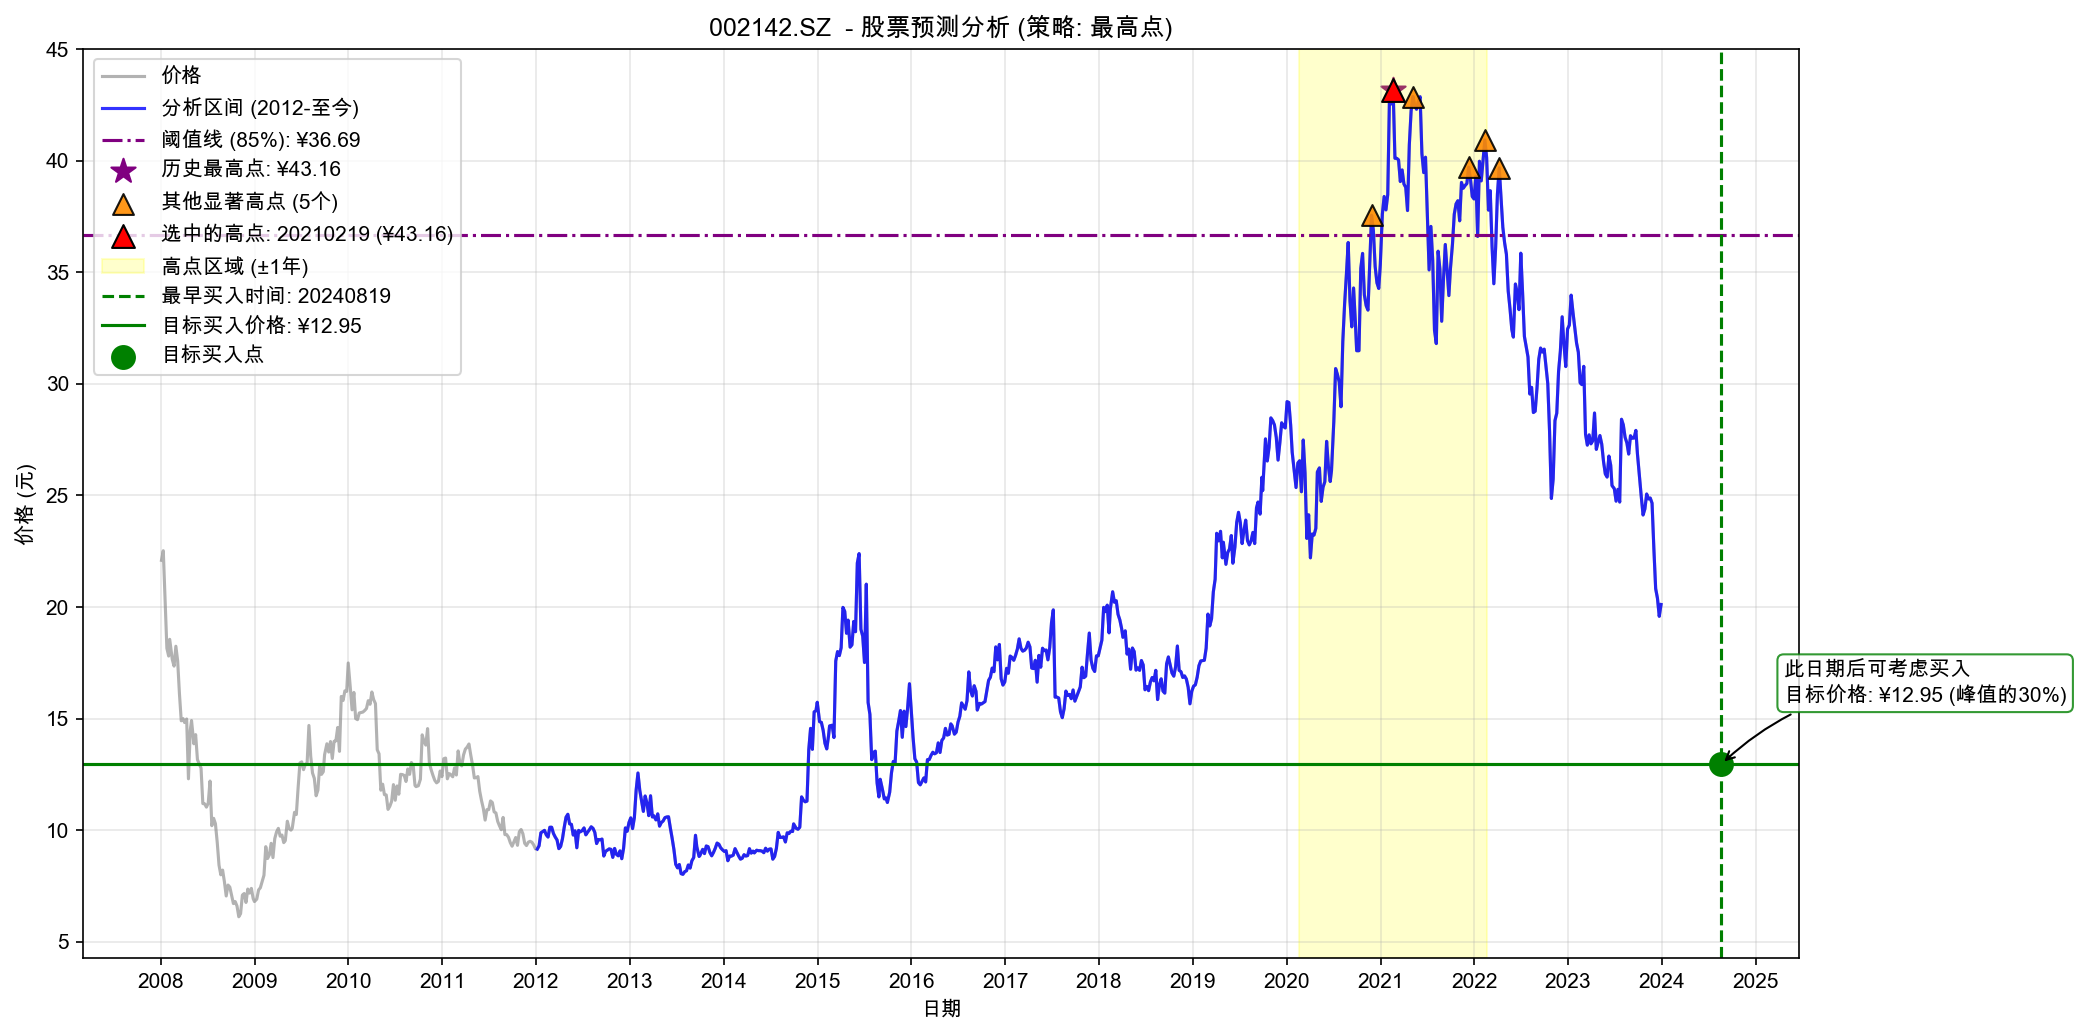 002142.SZ - 股票预测分析 (策略: 最高点)
45
40
35
30
25
20
15
10
5
价格 (元)
价格
分析区间 (2012-至今)
阈值线 (85%): ¥36.69
历史最高点: ¥43.16
其他显著高点 (5个)
选中的高点: 20210219 (¥43.16)
高点区域 (±1年)
最早买入时间: 20240819
目标买入价格: ¥12.95
目标买入点
此日期后可考虑买入
目标价格: ¥12.95 (峰值的30%)
2008 2009 2010 2011 2012 2013 2014 2015 2016 2017 2018 2019 2020 2021 2022 2023 2024 2025
日期